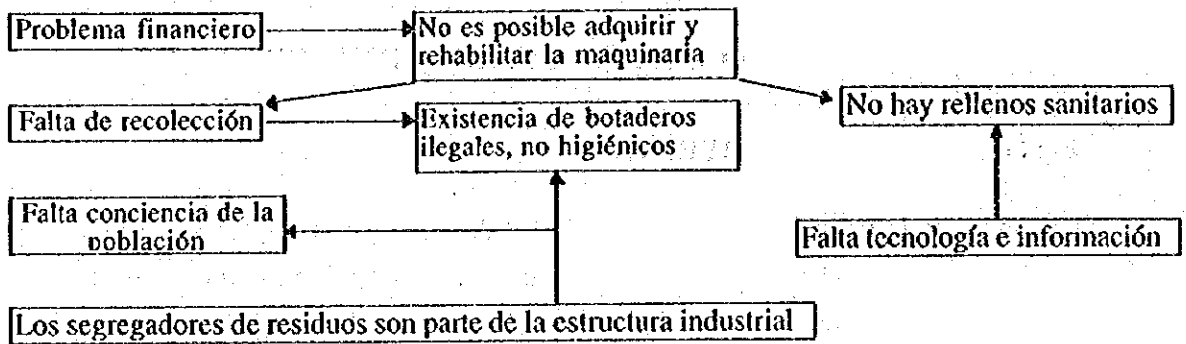 Problema financiero
No es posible adquirir y
rehabilitar la maquinaria
Falta de recolección
Existencia de botaderos
ilegales, no higiénicos
No hay rellenos sanitarios
Falta conciencia de la
población
Falta tecnología e información
Los segregadores de residuos son parte de la estructura industrial